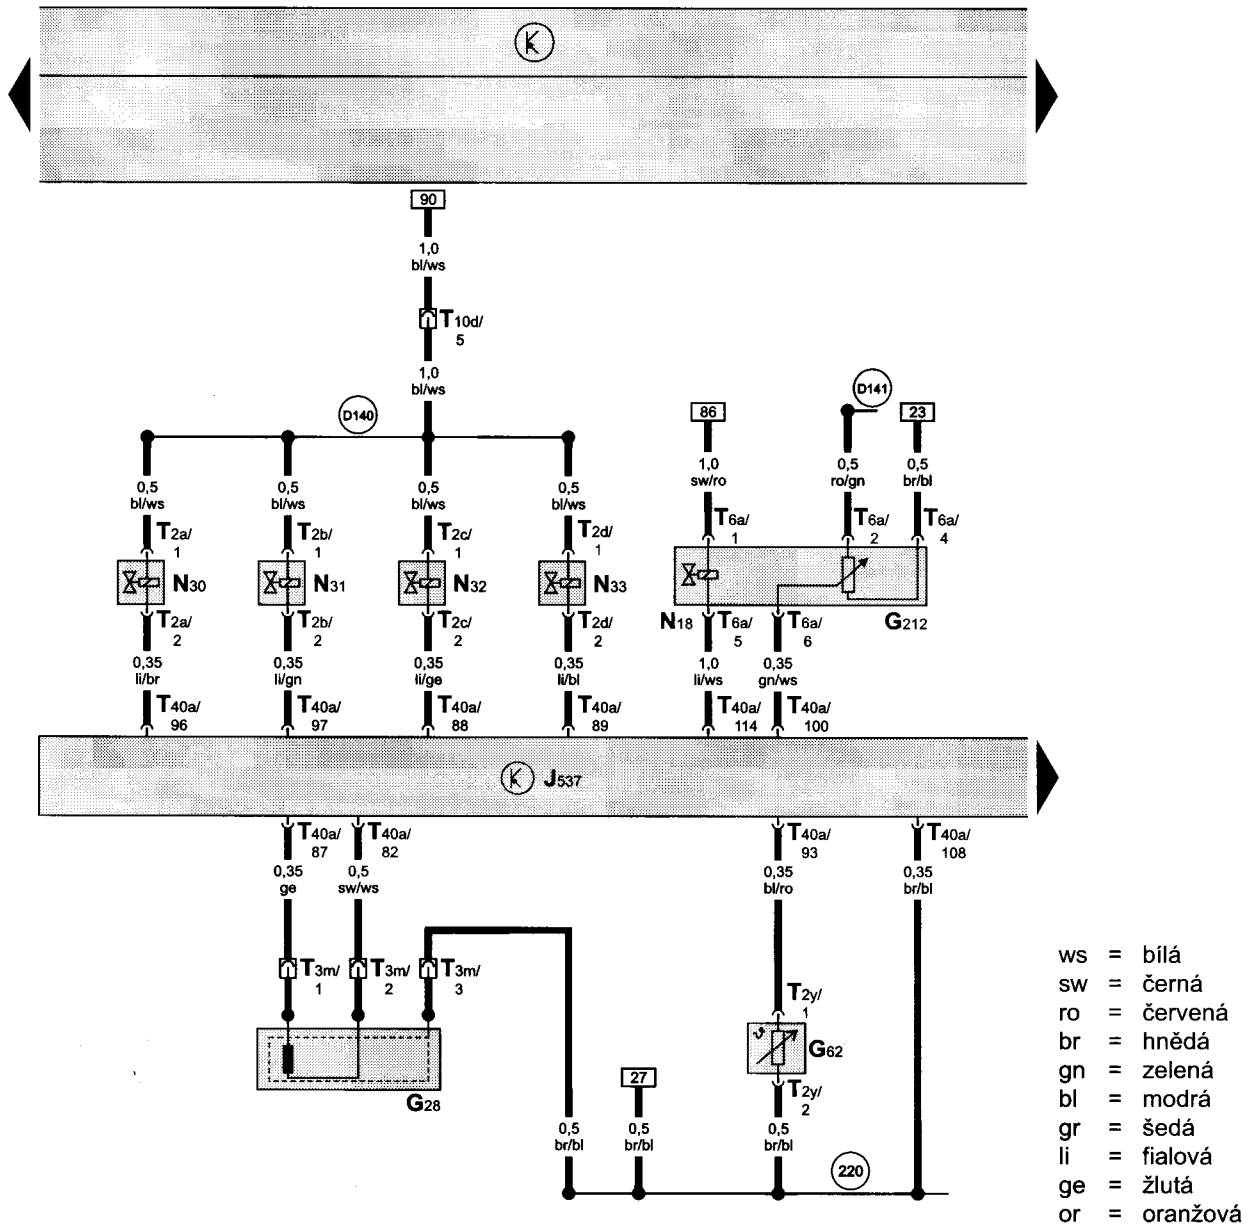 90
1,0
bl/ws
T10d/
5
1,0
bl/ws
D140
D141
86
23
0,5
bl/ws
0,5
bl/ws
0,5
bl/ws
0,5
bl/ws
1,0
sw/ro
0,5
ro/gn
0,5
br/bl
T2a/
1
T2b/
1
T2c/
1
T2d/
1
T6a/
1
T6a/
2
T6a/
4
N30
N31
N32
N33
T2a/
2
T2b/
2
T2c/
2
T2d/
2
N18
T6a/
5
T6a/
6
G212
0,35
li/br
0,35
li/gn
0,35
li/ge
0,35
li/bl
1,0
li/ws
0,35
gn/ws
T40a/
96
T40a/
97
T40a/
88
T40a/
89
T40a/
114
T40a/
100
J537
T40a/
87
T40a/
82
T40a/
93
T40a/
108
0,35
ge
0,5
sw/ws
0,35
bl/ro
0,35
br/bl
T3m/
1
T3m/
2
T3m/
3
T2y/
1
G62
G28
27
T2y/
2
0,5
br/bl
0,5
br/bl
0,5
br/bl
220
ws = bílá
sw = černá
ro = červená
br = hnědá
gn = zelená
bl = modrá
gr = šedá
li = fialová
ge = žlutá
or = oranžová